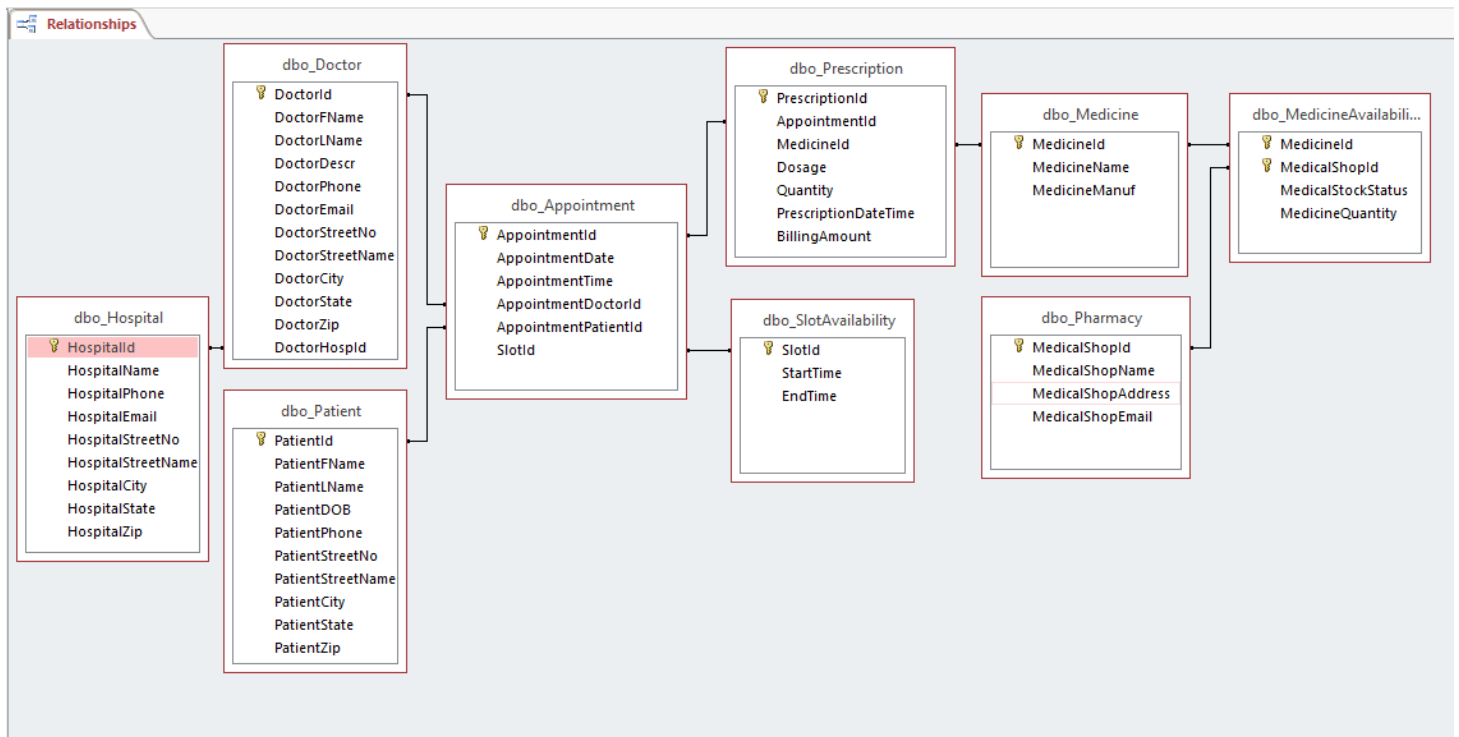 Relationships
dbo_Doctor
DoctorId
DoctorFName
DoctorLName
DoctorDescr
DoctorPhone
DoctorEmail
DoctorStreetNo
DoctorStreetName
DoctorCity
DoctorState
DoctorZip
DoctorHospId
dbo_Hospital
HospitalId
HospitalName
HospitalPhone
HospitalEmail
HospitalStreetNo
HospitalStreetName
HospitalCity
HospitalState
HospitalZip
dbo_Patient
PatientId
PatientFName
PatientLName
PatientDOB
PatientPhone
PatientStreetNo
PatientStreetName
PatientCity
PatientState
PatientZip
dbo_Appointment
AppointmentId
AppointmentDate
AppointmentTime
AppointmentDoctorId
AppointmentPatientId
SlotId
dbo_Prescription
PrescriptionId
AppointmentId
MedicineId
Dosage
Quantity
PrescriptionDateTime
BillingAmount
dbo_SlotAvailability
SlotId
StartTime
EndTime
dbo_Medicine
MedicineId
MedicineName
MedicineManuf
dbo_Pharmacy
MedicalShopId
MedicalShopName
MedicalShopAddress
MedicalShopEmail
dbo_MedicineAvailabili...
MedicineId
MedicalShopId
MedicalStockStatus
MedicineQuantity